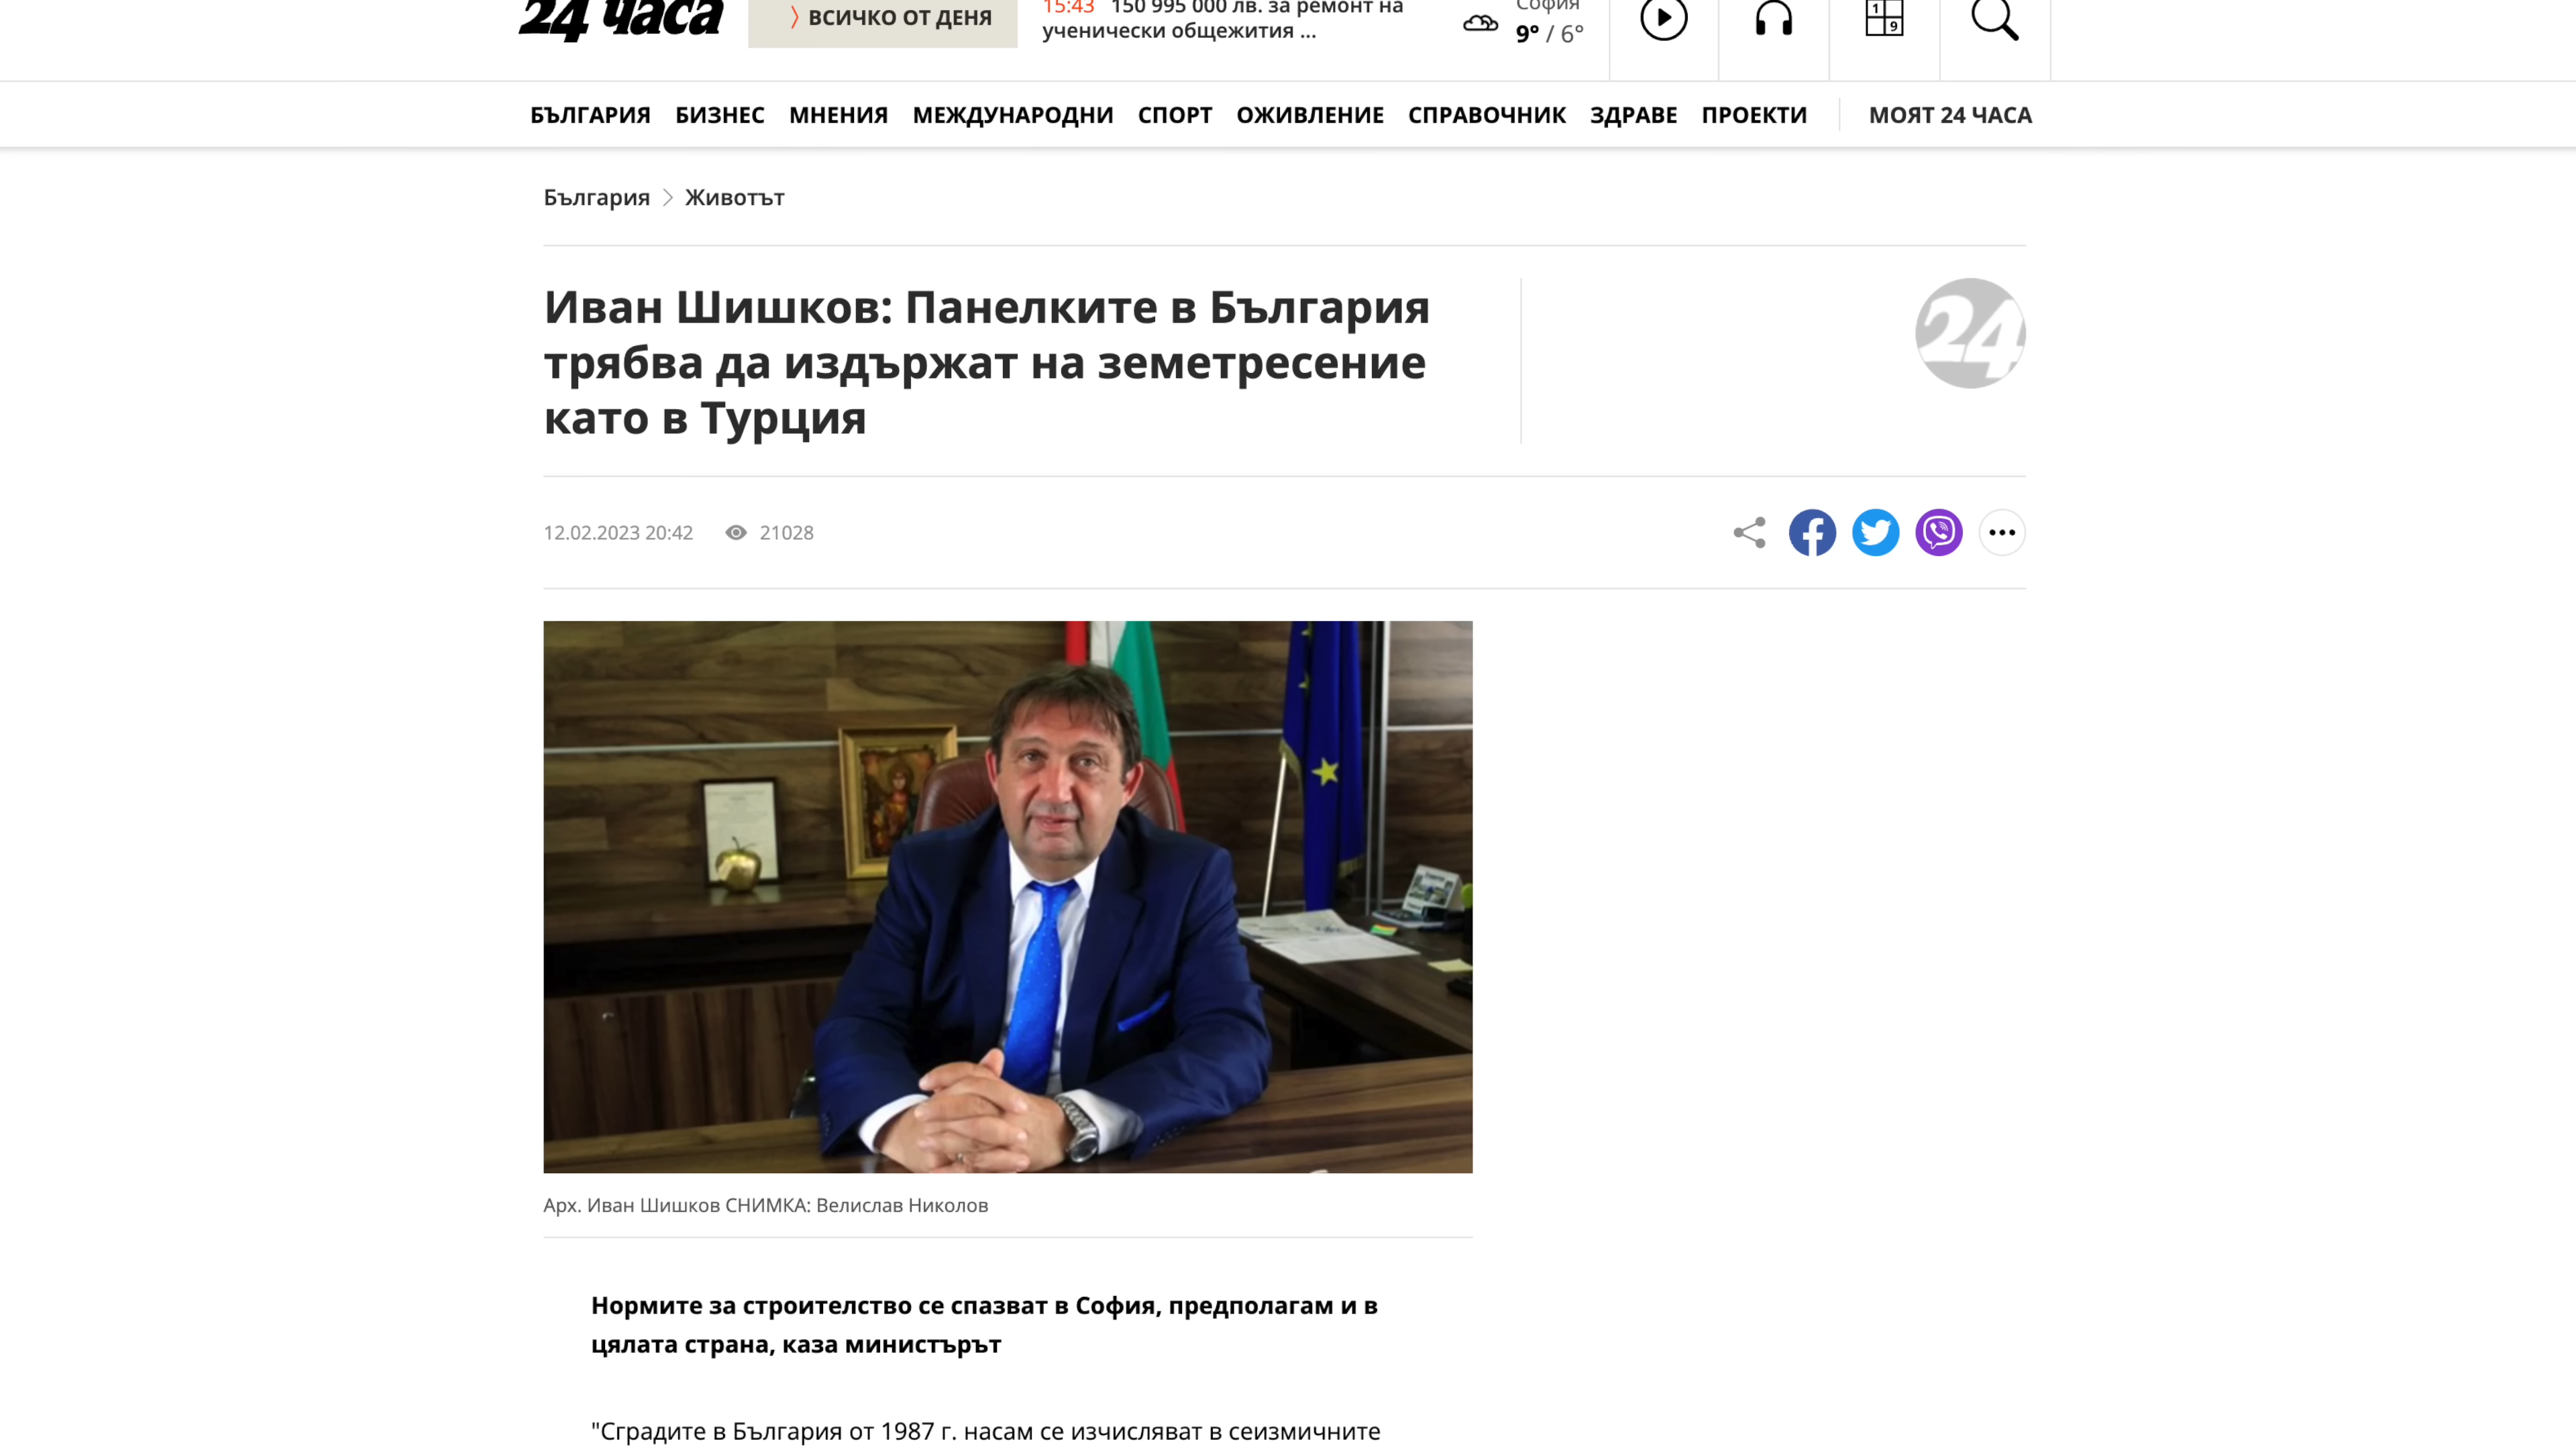 24 часа
ВСИЧКО ОТ ДЕНЯ
15:43 150 995 000 лв. за ремонт на
ученически общежития ...
София
9° / 6°
1
9
БЪЛГАРИЯ БИЗНЕС МНЕНИЯ МЕЖДУНАРОДНИ СПОРТ ОЖИВЛЕНИЕ СПРАВОЧНИК ЗДРАВЕ ПРОЕКТИ МОЯТ 24 ЧАСА
България > Животът
Иван Шишков: Панелките в България
трябва да издържат на земетресение
като в Турция
24
12.02.2023 20:42 21028
Арх. Иван Шишков СНИМКА: Велислав Николов
Нормите за строителство се спазват в София, предполагам и в
цялата страна, каза министърът
"Сградите в България от 1987 г. насам се изчисляват в сеизмичните